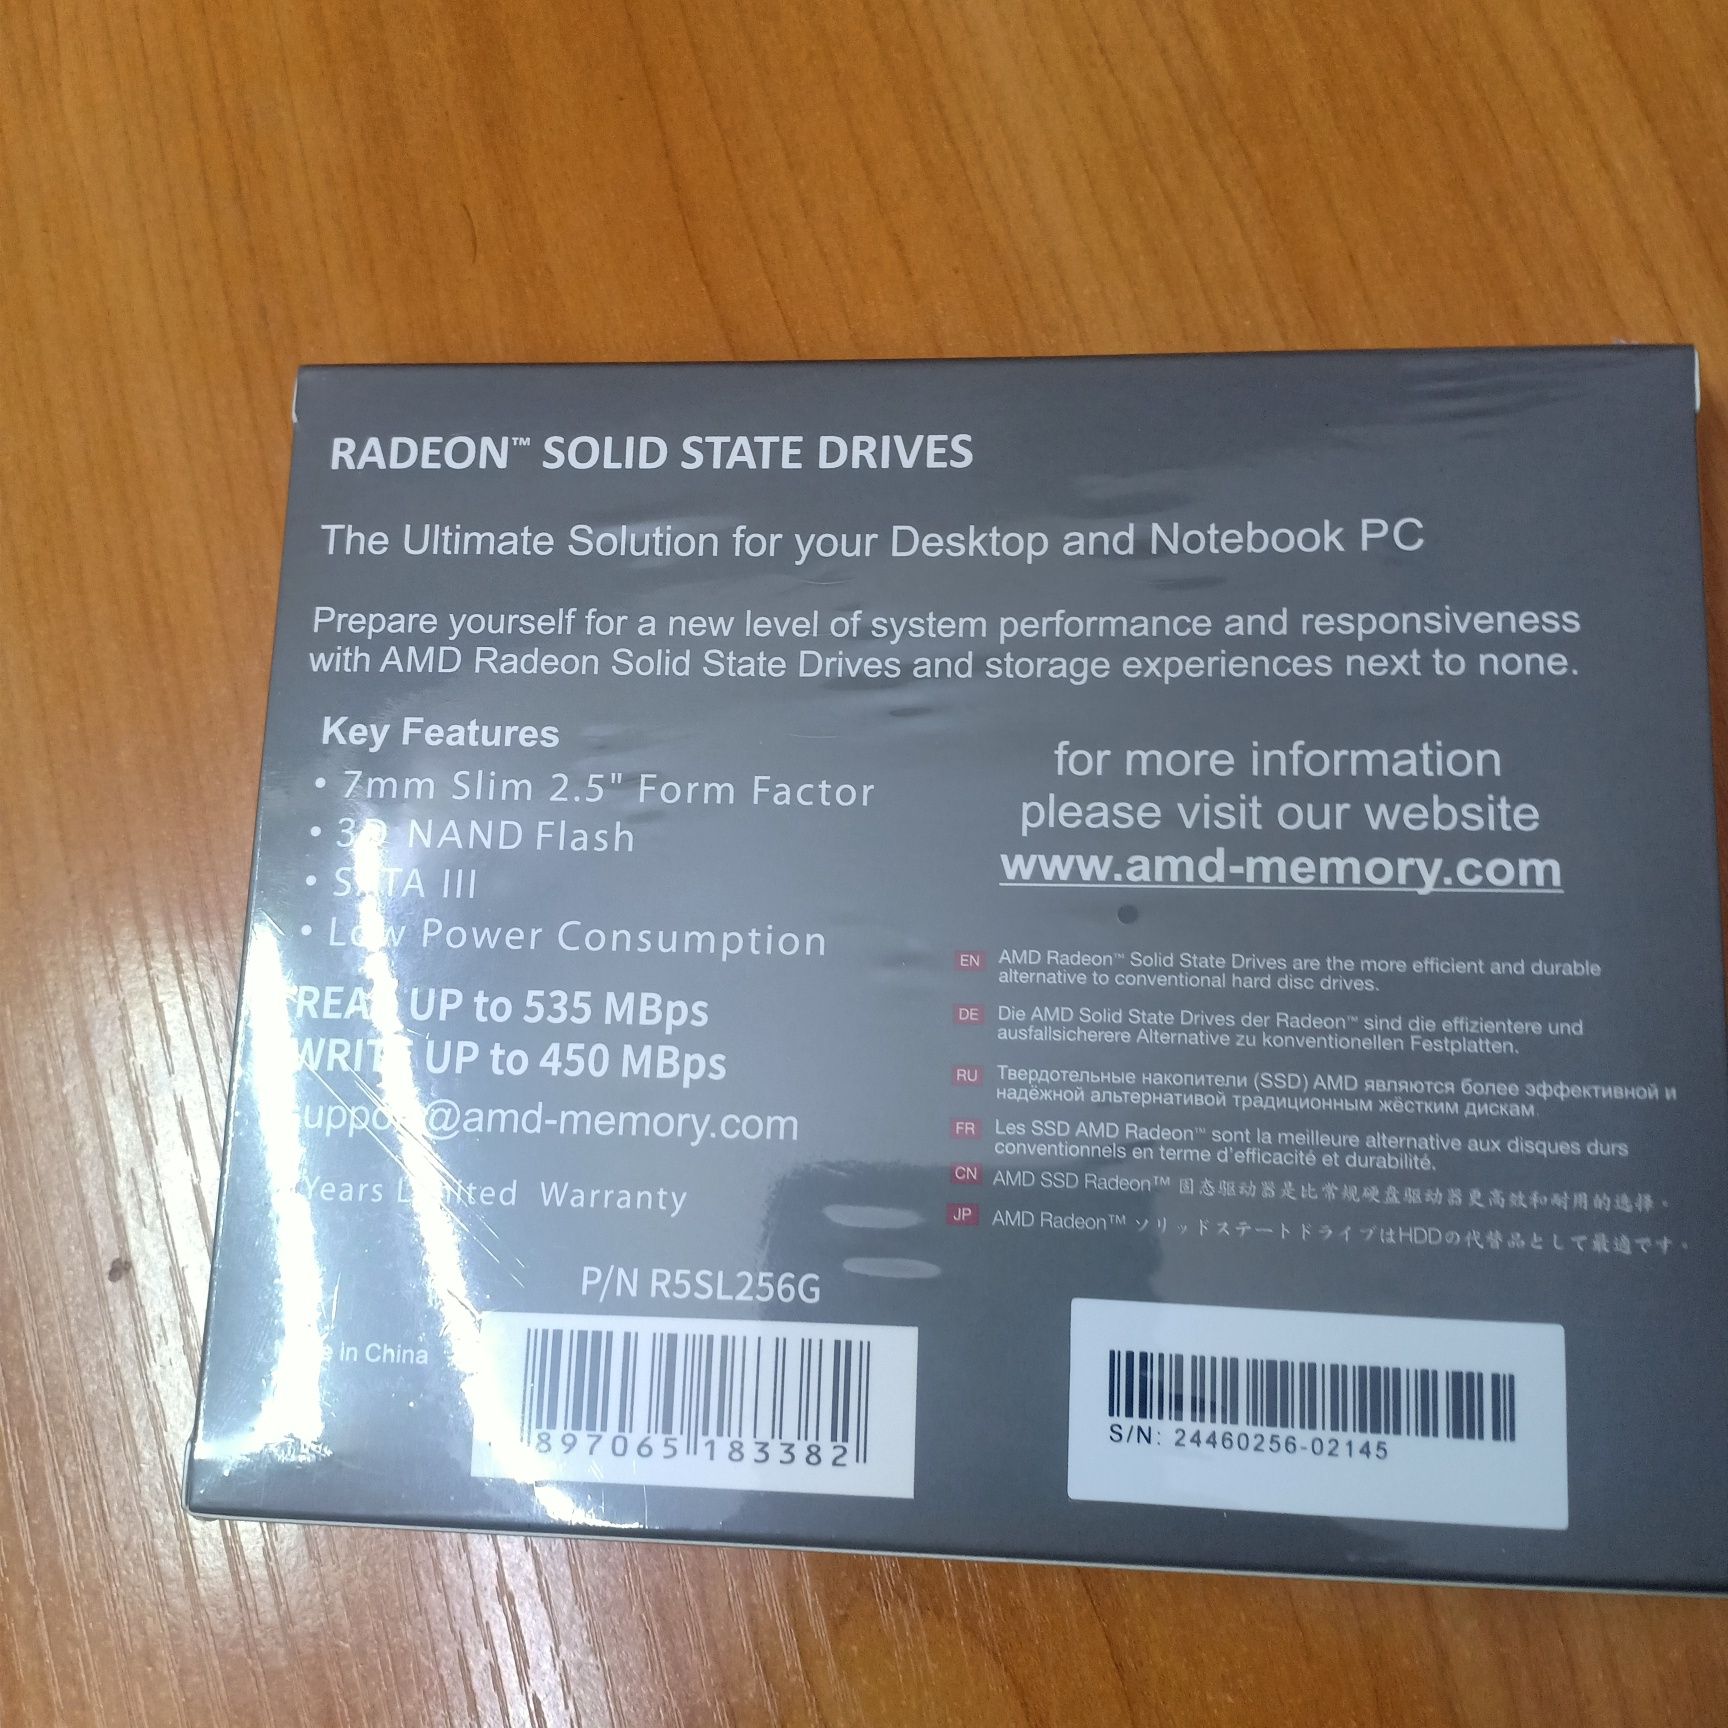 RADEON™ SOLID STATE DRIVES
The Ultimate Solution for your Desktop and Notebook PC
Prepare yourself for a new level of system performance and responsiveness
with AMD Radeon Solid State Drives and storage experiences next to none.
Key Features
• 7mm Slim 2.5" Form Factor
• 3D NAND Flash
• SATA III
• Low Power Consumption
READ UP to 535 MBps
WRITE UP to 450 MBps
support@amd-memory.com
Years Limited Warranty
for more information
please visit our website
www.amd-memory.com
EN AMD Radeon™ Solid State Drives are the more efficient and durable
alternative to conventional hard disc drives.
DE Die AMD Solid State Drives der Radeon™ sind die effizientere und
ausfallsicherere Alternative zu konventionellen Festplatten.
RU Твердотельные накопители (SSD) AMD являются более эффективной и
надёжной альтернативой традиционным жёстким дискам.
FR Les SSD AMD Radeon™ sont la meilleure alternative aux disques durs
conventionnels en terme d'efficacité et durabilité.
CN AMD SSD Radeon™ 固态驱动器是比常规硬盘驱动器更高效和耐用的选择。
JP AMD Radeon™ ソリッドステートドライブはHDDの代替品として最適です。
P/N R5SL256G
Made in China
897065 183382
S/N: 24460256-02145